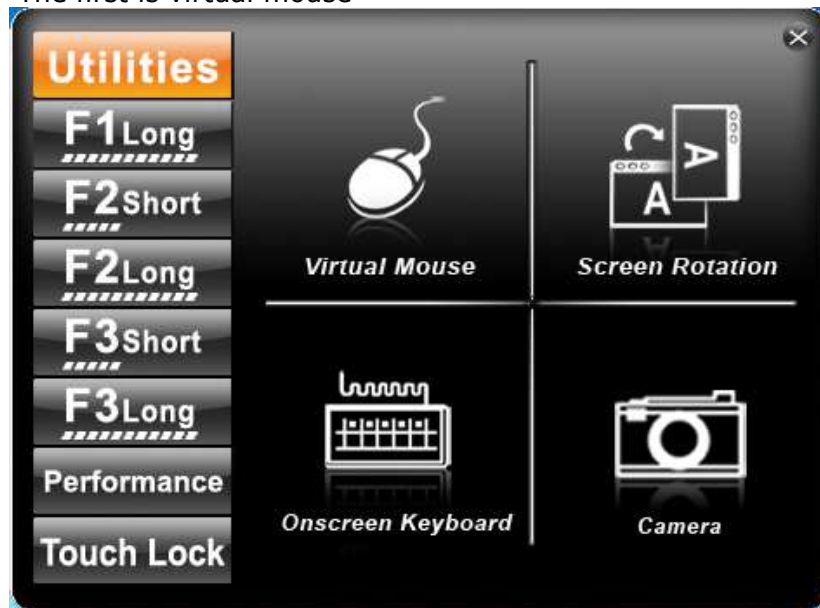 The first is virtual mouse
Utilities
F1Long
F2Short
F2Long
F3Short
F3Long
Performance
Touch Lock
Virtual Mouse
A
A
Screen Rotation
Onscreen Keyboard
Camera